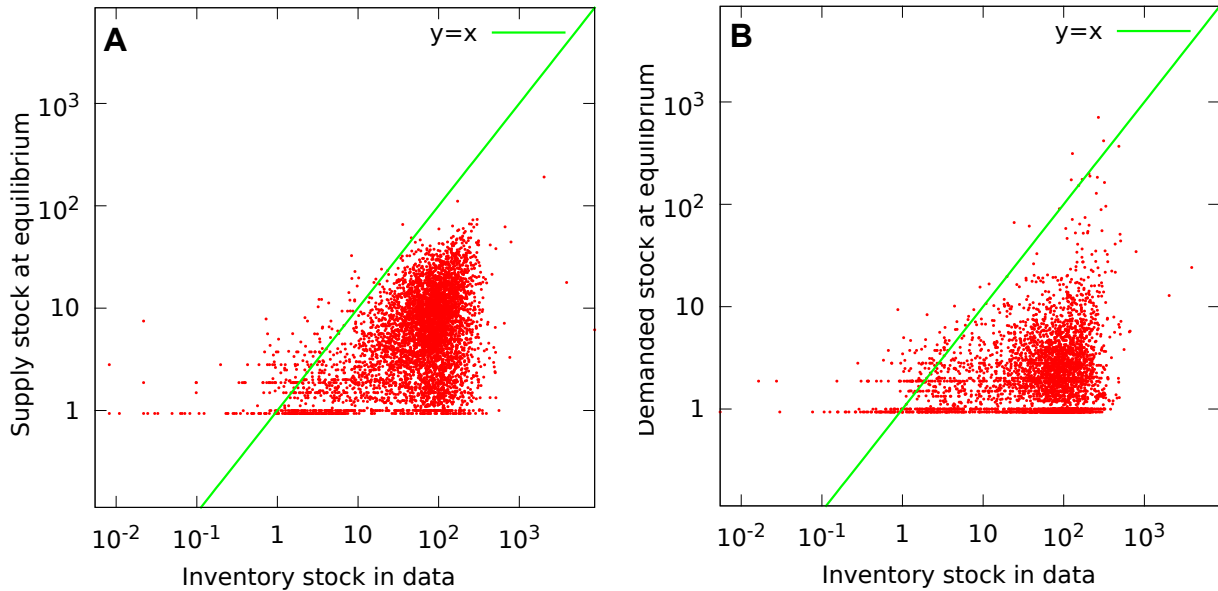 A
y=x
Supply stock at equilibrium
10^3
10^2
10
1
10^-2 10^-1 1 10 10^2 10^3
Inventory stock in data
B
y=x
Demanded stock at equilibrium
10^3
10^2
10
1
10^-2 10^-1 1 10 10^2 10^3
Inventory stock in data